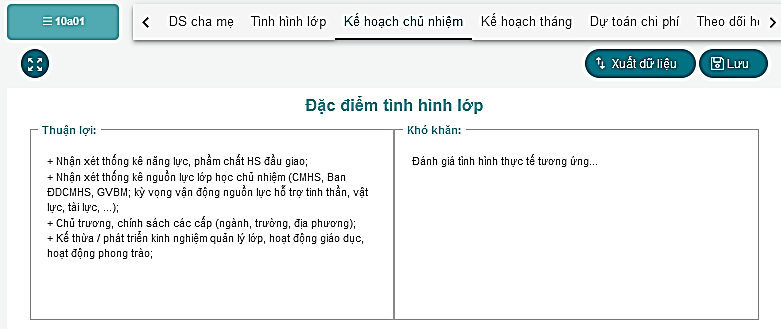 10a01
DS cha mẹ
Tình hình lớp
Kế hoạch chủ nhiệm
Kế hoạch tháng
Dự toán chi phí
Theo dõi
Xuất dữ liệu
Lưu
Đặc điểm tình hình lớp
Thuận lợi:
+ Nhận xét thống kê năng lực, phẩm chất HS đầu giao;
+ Nhận xét thống kê nguồn lực lớp học chủ nhiệm (CMHS, Ban
ĐDCMHS, GVBM; kỳ vọng vận động nguồn lực hỗ trợ tinh thần, vật
lực, tài lực, ...);
+ Chủ trương, chính sách các cấp (ngành, trường, địa phương);
+ Kế thừa / phát triển kinh nghiệm quản lý lớp, hoạt động giáo dục,
hoạt động phong trào;
Khó khăn:
Đánh giá tình hình thực tế tương ứng...